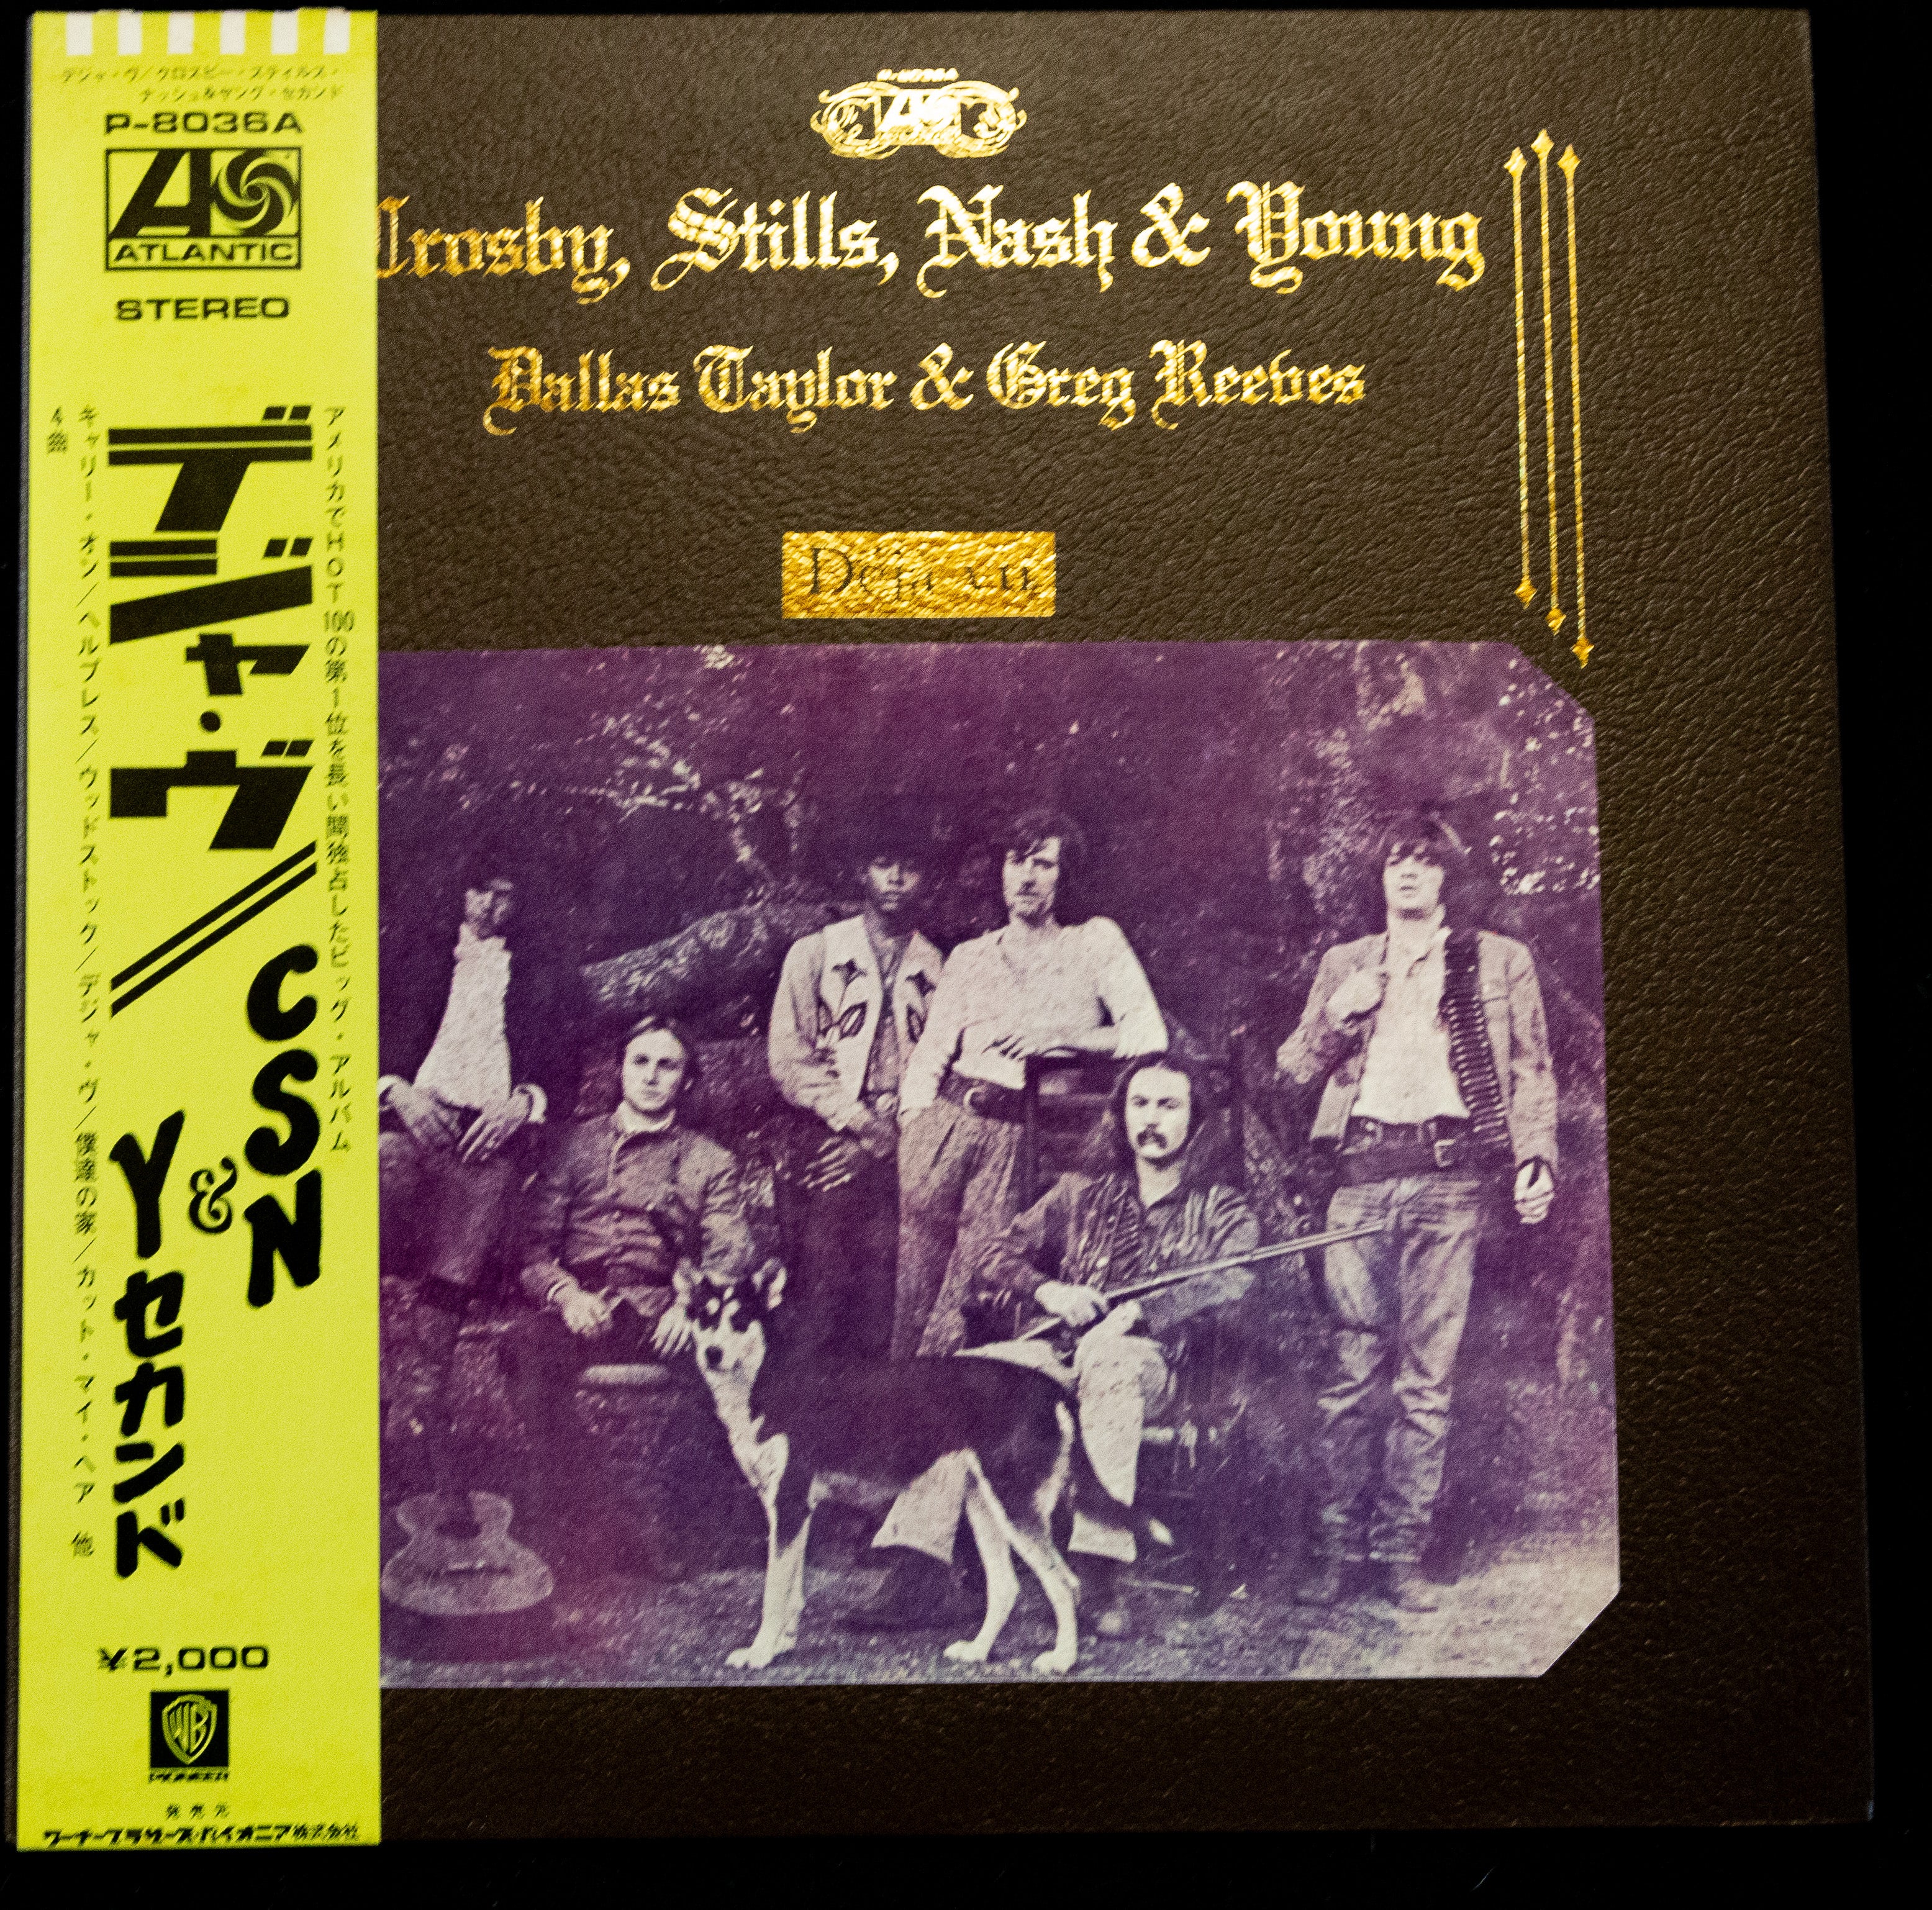 デジャ・ヴ/クロスビー・スティルス・
ナッシュ&ヤング・セカンド
P-8036A
ATLANTIC
STEREO
アメリカでHOT100の第1位を長い間独占したビッグ・アルバム
デジャ・ヴ/CSN
&Yセカンド
キャリー・オン/ヘルプレス/ウッドストック/デジャ・ヴ/僕達の家/カット・マイ・ヘア 他
4曲
¥2,000
WB
PIONEER
発売元
ワーナーブラザーズ・パイオニア株式会社
P-8036A
Crosby, Stills, Nash & Young
Dallas Taylor & Greg Reeves
Déjà vu